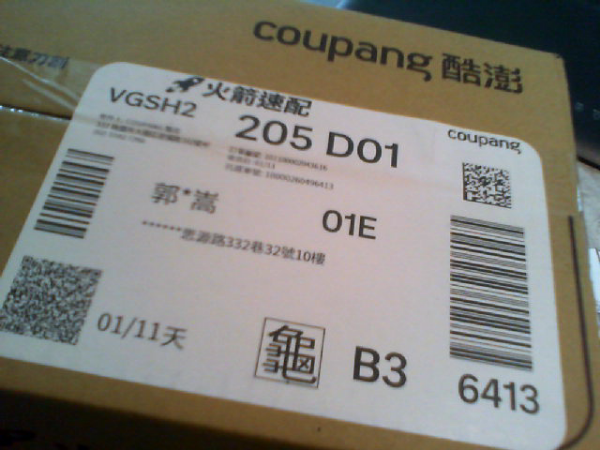 coupang 酷澎
火箭速配
VGSH2
205 D01
coupang
郭*嵩
01E
******思源路332巷32號10樓
01/11天
龜
B3
6413